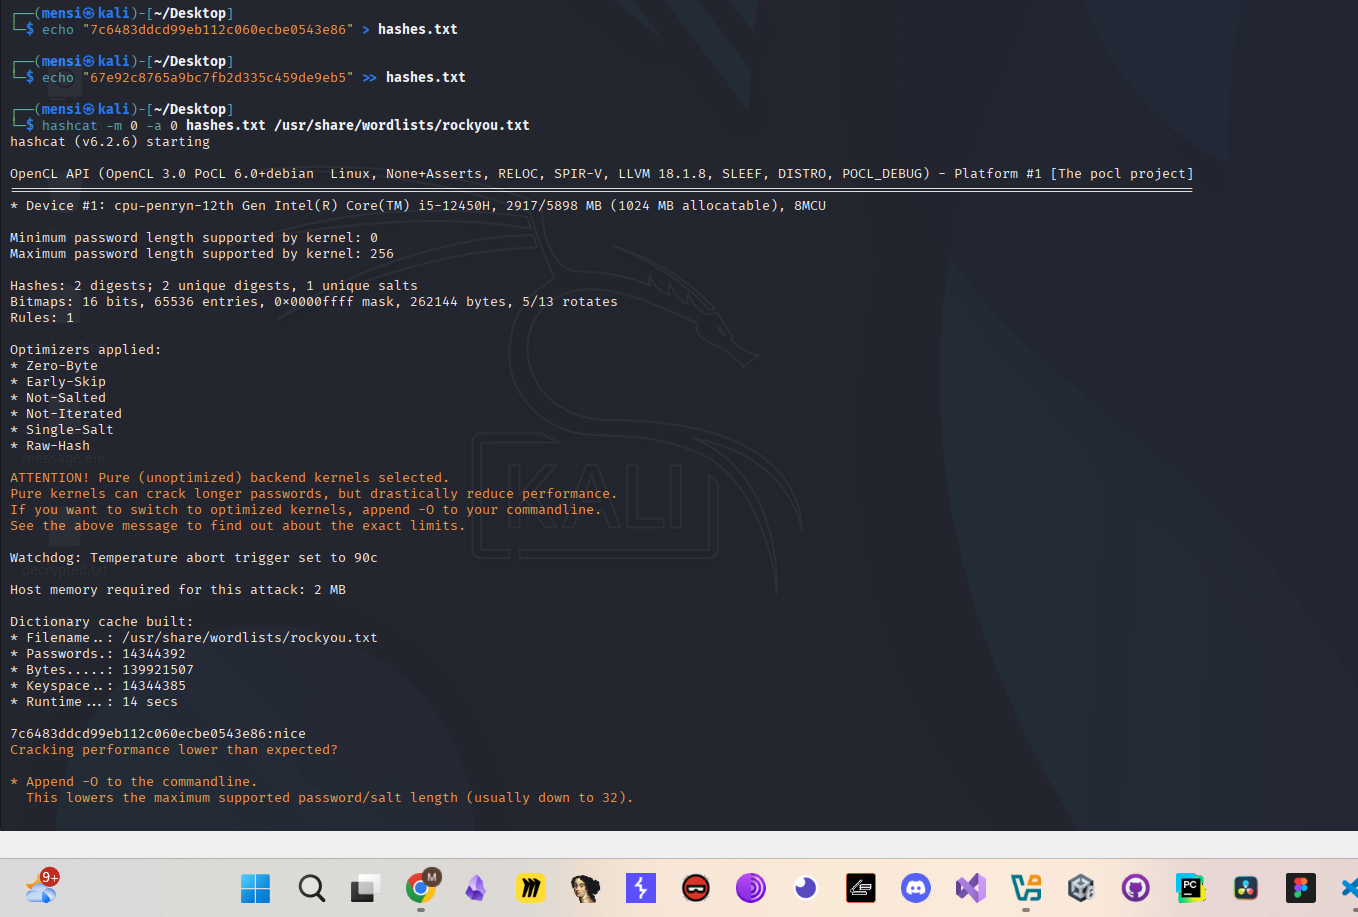 ┌──(mensi㉿kali)-[~/Desktop]
└─$ echo "7c6483ddcd99eb112c060ecbe0543e86" > hashes.txt
┌──(mensi㉿kali)-[~/Desktop]
└─$ echo "67e92c8765a9bc7fb2d335c459de9eb5" >> hashes.txt
┌──(mensi㉿kali)-[~/Desktop]
└─$ hashcat -m 0 -a 0 hashes.txt /usr/share/wordlists/rockyou.txt
hashcat (v6.2.6) starting
OpenCL API (OpenCL 3.0 PoCL 6.0+debian  Linux, None+Asserts, RELOC, SPIR-V, LLVM 18.1.8, SLEEF, DISTRO, POCL_DEBUG) - Platform #1 [The pocl project]
* Device #1: cpu-penryn-12th Gen Intel(R) Core(TM) i5-12450H, 2917/5898 MB (1024 MB allocatable), 8MCU
Minimum password length supported by kernel: 0
Maximum password length supported by kernel: 256
Hashes: 2 digests; 2 unique digests, 1 unique salts
Bitmaps: 16 bits, 65536 entries, 0×0000ffff mask, 262144 bytes, 5/13 rotates
Rules: 1
Optimizers applied:
* Zero-Byte
* Early-Skip
* Not-Salted
* Not-Iterated
* Single-Salt
* Raw-Hash
message.enc
KALI
ATTENTION! Pure (unoptimized) backend kernels selected.
Pure kernels can crack longer passwords, but drastically reduce performance.
If you want to switch to optimized kernels, append -O to your commandline.
See the above message to find out about the exact limits.
Watchdog: Temperature abort trigger set to 90c
decrypted.txt
Host memory required for this attack: 2 MB
Dictionary cache built:
* Filename..: /usr/share/wordlists/rockyou.txt
* Passwords.: 14344392
* Bytes.....: 139921507
* Keyspace..: 14344385
* Runtime...: 14 secs
7c6483ddcd99eb112c060ecbe0543e86:nice
Cracking performance lower than expected?
* Append -O to the commandline.
This lowers the maximum supported password/salt length (usually down to 32).
9+
M
PC